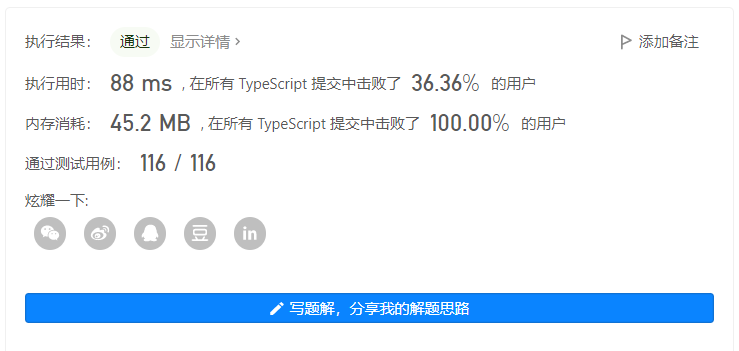 执行结果： 通过 显示详情 > 添加备注
执行用时： 88 ms , 在所有 TypeScript 提交中击败了 36.36% 的用户
内存消耗： 45.2 MB , 在所有 TypeScript 提交中击败了 100.00% 的用户
通过测试用例： 116 / 116
炫耀一下:
豆 in
写题解，分享我的解题思路